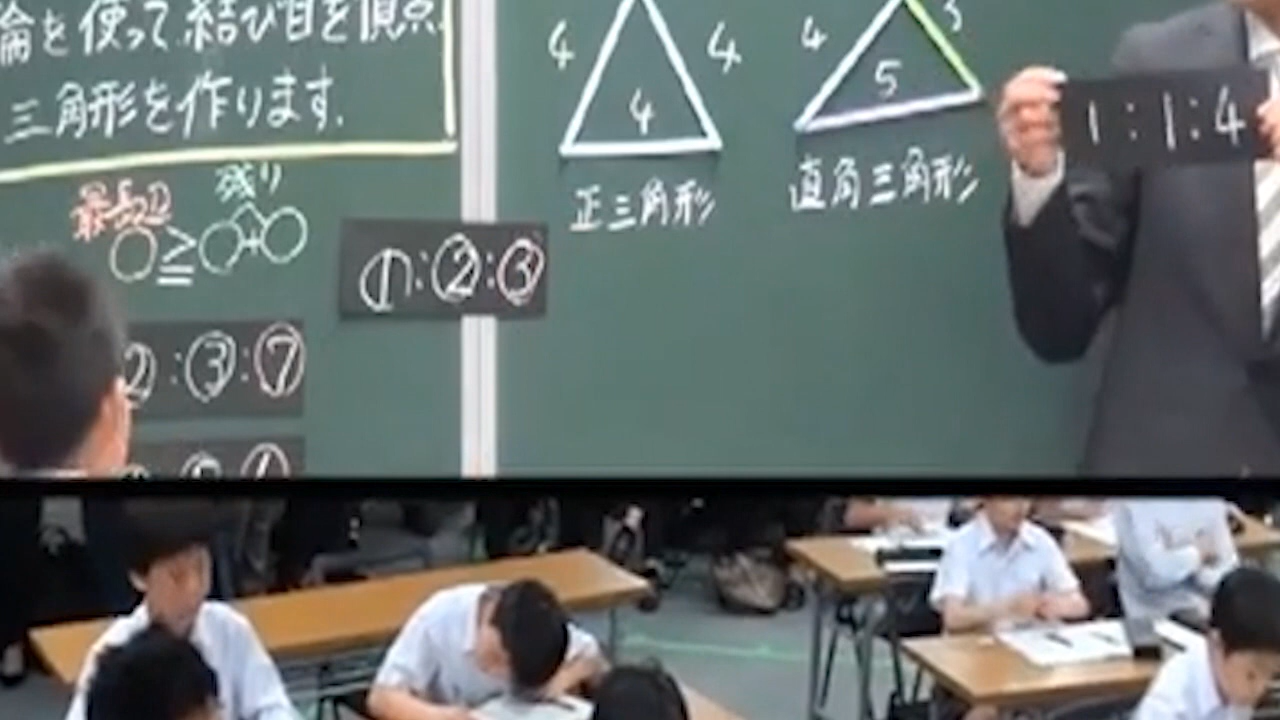 輪を使って、結び目を頂点
三角形を作ります。
最長辺
残り
○≧○+○
①:②:③
②:③:⑦
4 4 4
正三角形
4 5 3
直角三角形
1:1:4